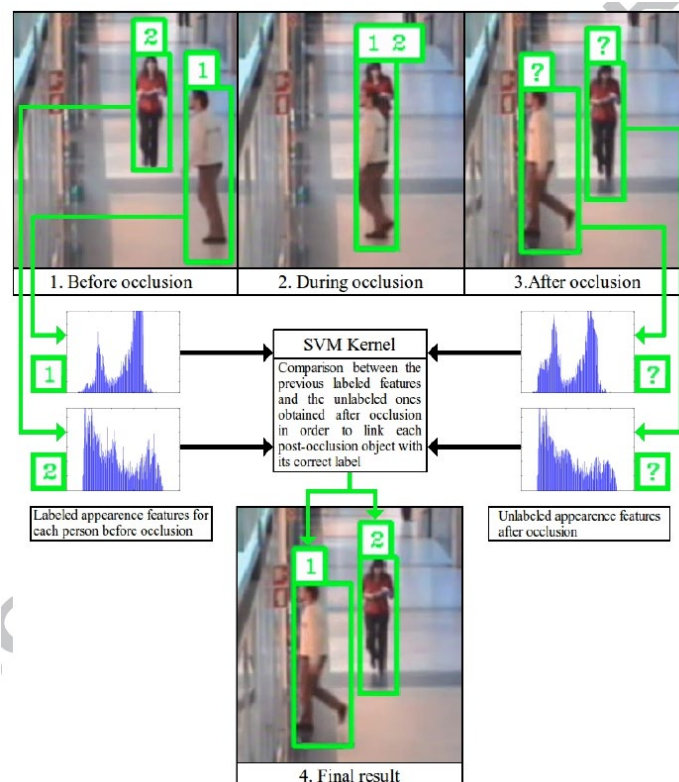 2
1
1 2
?
?
1. Before occlusion
2. During occlusion
3.After occlusion
1
2
SVM Kernel
Comparison between the
previous labeled features
and the unlabeled ones
obtained after occlusion
in order to link each
post-occlusion object with
its correct label
?
?
Labeled appearence features for
each person before occlusion
Unlabeled appearence features
after occlusion
1
2
4. Final result